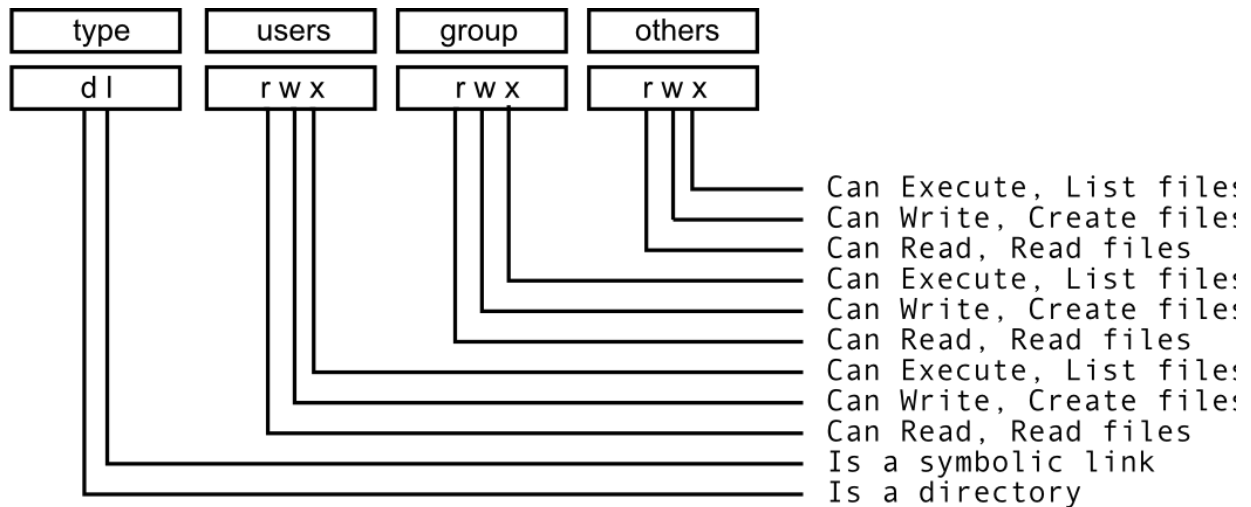 type users group others
d l r w x r w x r w x
Can Execute, List files
Can Write, Create files
Can Read, Read files
Can Execute, List files
Can Write, Create files
Can Read, Read files
Can Execute, List files
Can Write, Create files
Can Read, Read files
Is a symbolic link
Is a directory